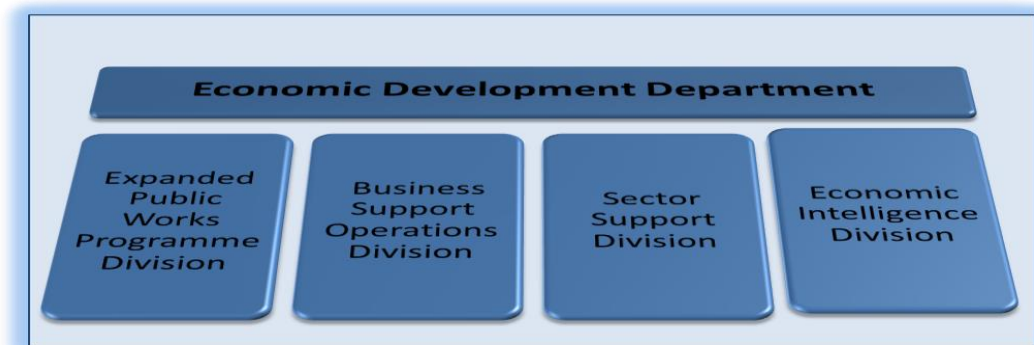 Economic Development Department
Expanded
Public
Works
Programme
Division
Business
Support
Operations
Division
Sector
Support
Division
Economic
Intelligence
Division